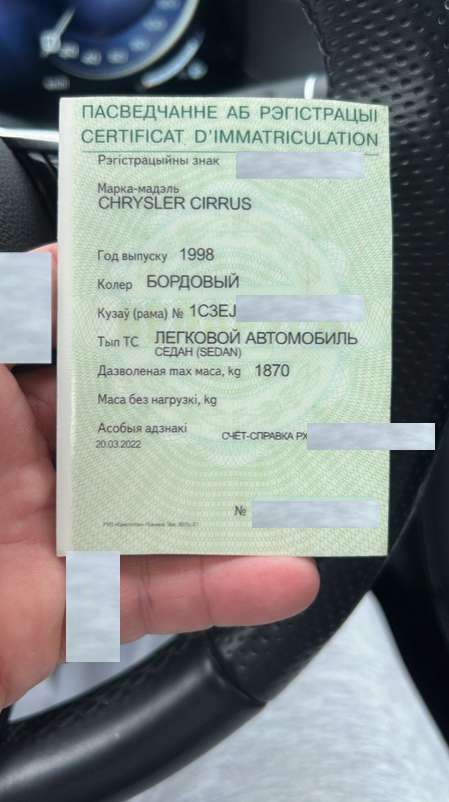 ПАСВЕДЧАННЕ АБ РЭГІСТРАЦЫІ
CERTIFICAT D'IMMATRICULATION
Рэгістрацыйны знак
Марка-мадэль
CHRYSLER CIRRUS
Год выпуску 1998
Колер БОРДОВЫЙ
Кузаў (рама) № 1C3EJ
Тып ТС ЛЕГКОВОЙ АВТОМОБИЛЬ
СЕДАН (SEDAN)
Дазволеная max маса, kg 1870
Маса без нагрузкі, kg
Асобыя адзнакі
20.03.2022 СЧЁТ-СПРАВКА РХ
№